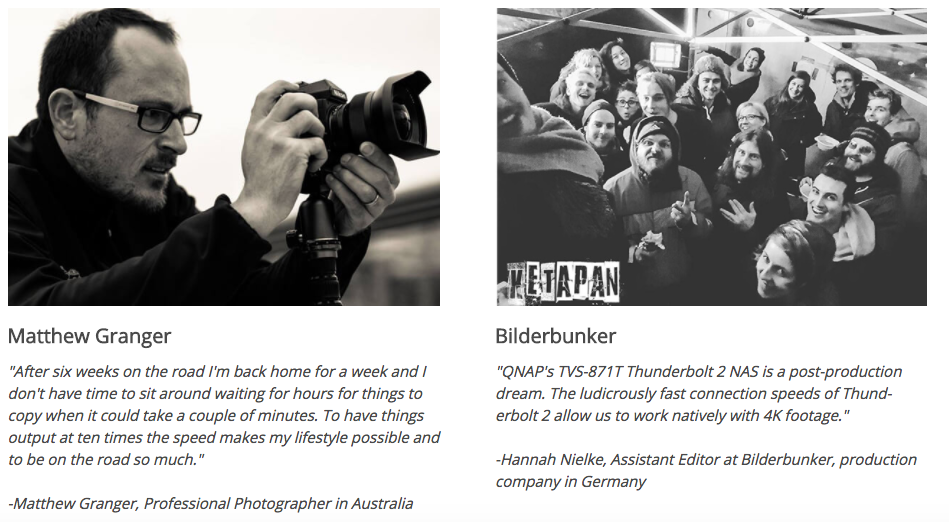 KETAPAN
Matthew Granger
"After six weeks on the road I'm back home for a week and I
don't have time to sit around waiting for hours for things to
copy when it could take a couple of minutes. To have things
output at ten times the speed makes my lifestyle possible and
to be on the road so much."
-Matthew Granger, Professional Photographer in Australia
Bilderbunker
"QNAP's TVS-871T Thunderbolt 2 NAS is a post-production
dream. The ludicrously fast connection speeds of Thund-
erbolt 2 allow us to work natively with 4K footage."
-Hannah Nielke, Assistant Editor at Bilderbunker, production
company in Germany